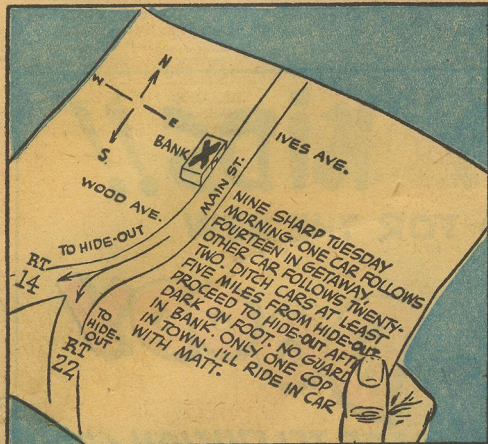 N
W
E
S.
BANK
X
IVES AVE.
MAIN ST.
WOOD AVE.
TO HIDE-OUT
RT
14
TO
HIDE-
OUT
RT
22
NINE SHARP TUESDAY
MORNING. ONE CAR FOLLOWS
FOURTEEN IN GETAWAY.
OTHER CAR FOLLOWS TWENTY-
TWO. DITCH CARS AT LEAST
FIVE MILES FROM HIDE-OUT.
PROCEED TO HIDE-OUT
DARK ON FOOT. NO GUARD
IN BANK. ONLY ONE COP
IN TOWN. I'LL RIDE IN CAR
WITH MATT.